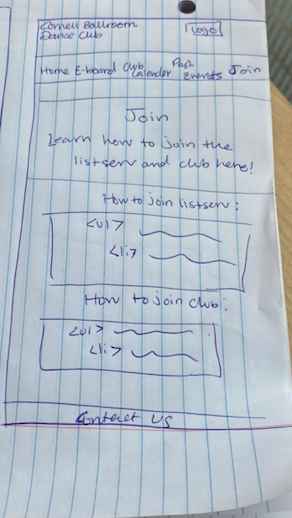 Cornell Ballroom [Logo]
Dance Club
Home E-board Club Calender Past Events Join
Join
Learn how to join the
listserv and club here!
How to join listserv:
<ul>
<li>
How to join club:
<ul>
<li>
Contact Us